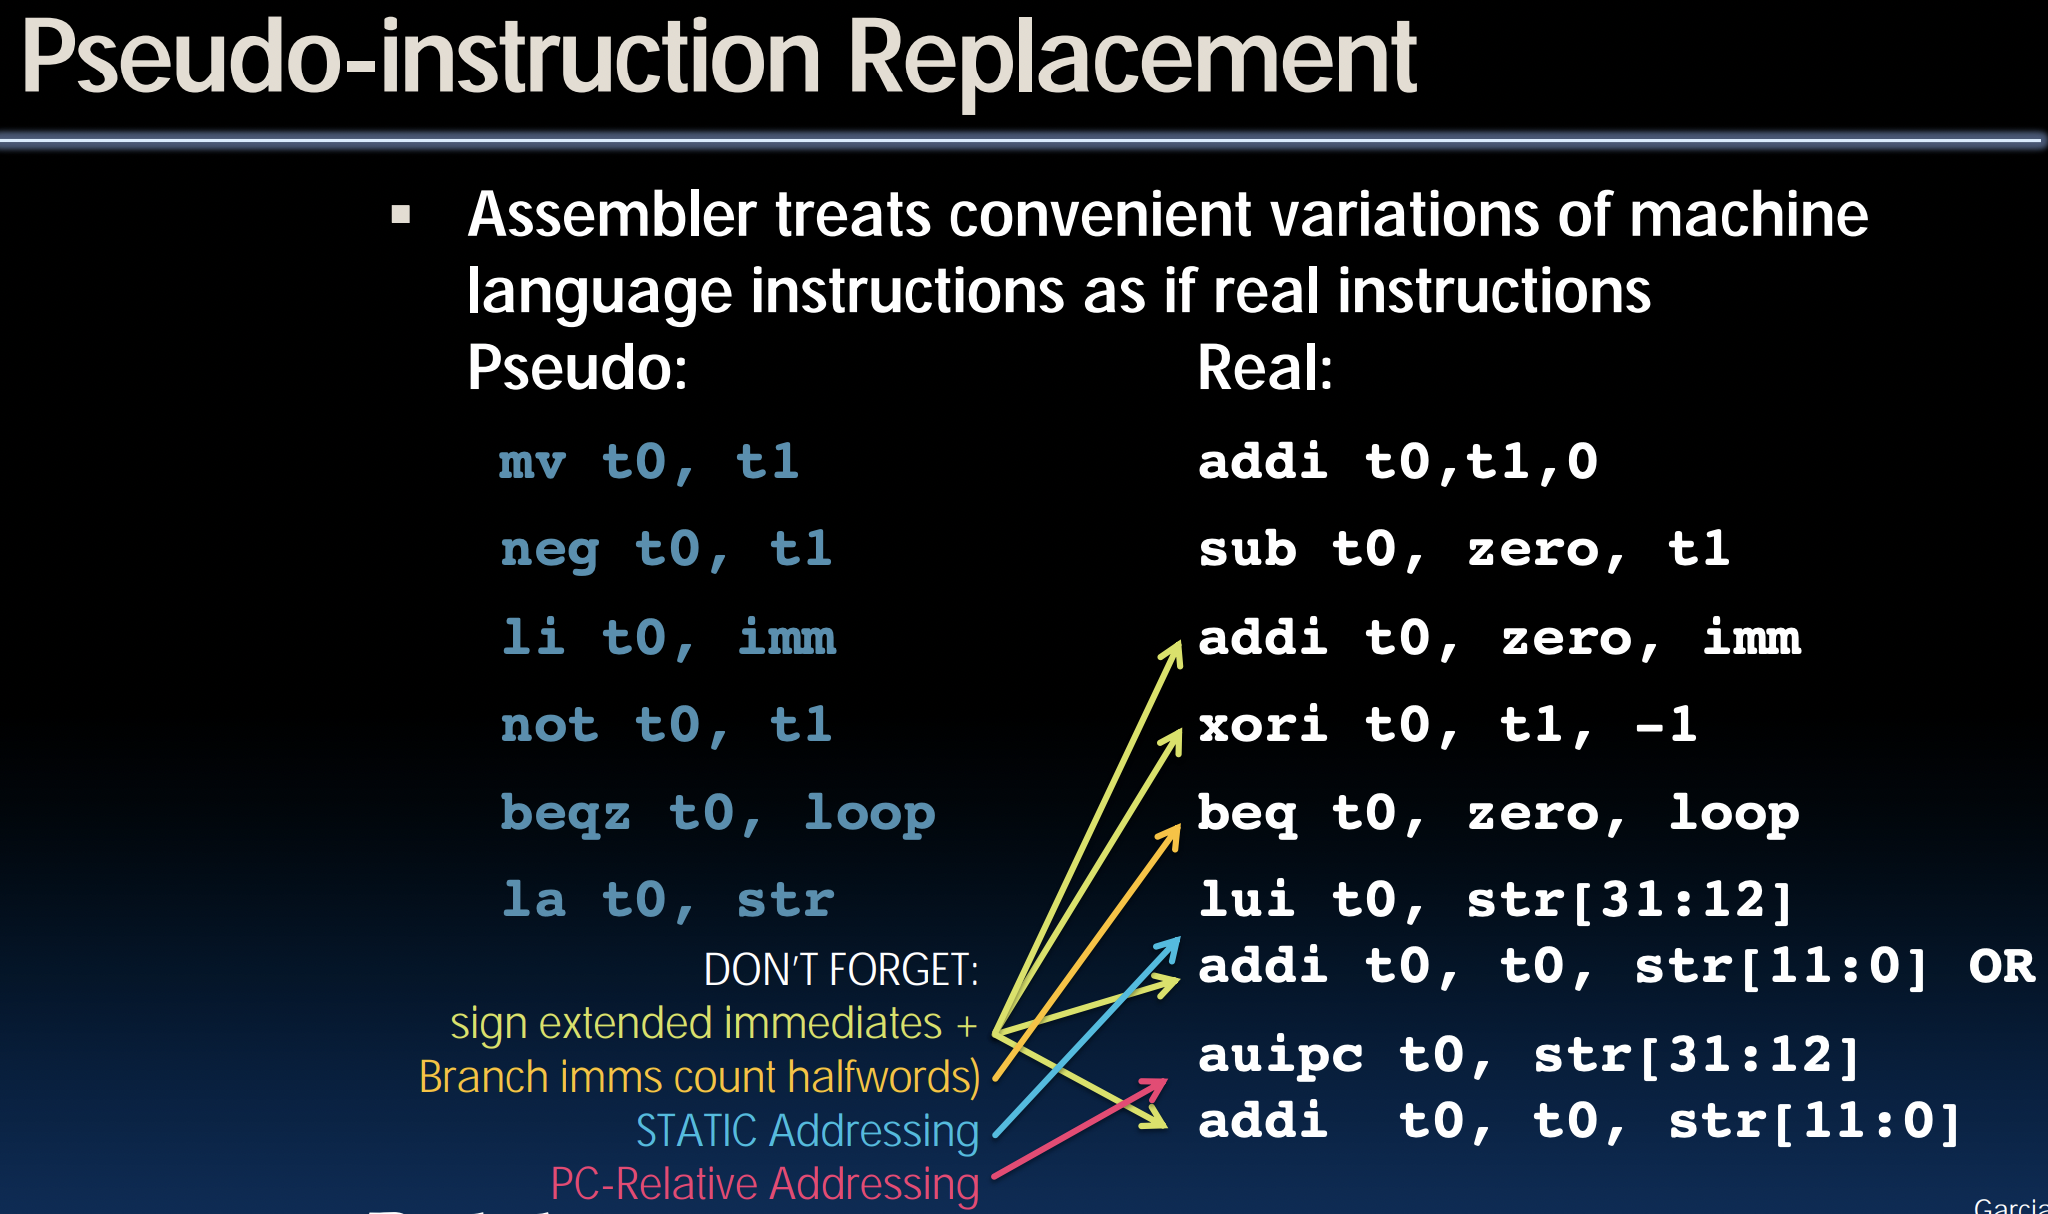 Pseudo-instruction Replacement
▪ Assembler treats convenient variations of machine
language instructions as if real instructions
Pseudo: Real:
mv t0, t1 addi t0,t1,0
neg t0, t1 sub t0, zero, t1
li t0, imm addi t0, zero, imm
not t0, t1 xori t0, t1, -1
beqz t0, loop beq t0, zero, loop
la t0, str lui t0, str[31:12]
DON'T FORGET: addi t0, t0, str[11:0] OR
sign extended immediates +
Branch imms count halfwords) auipc t0, str[31:12]
STATIC Addressing addi t0, t0, str[11:0]
PC-Relative Addressing
Garcia